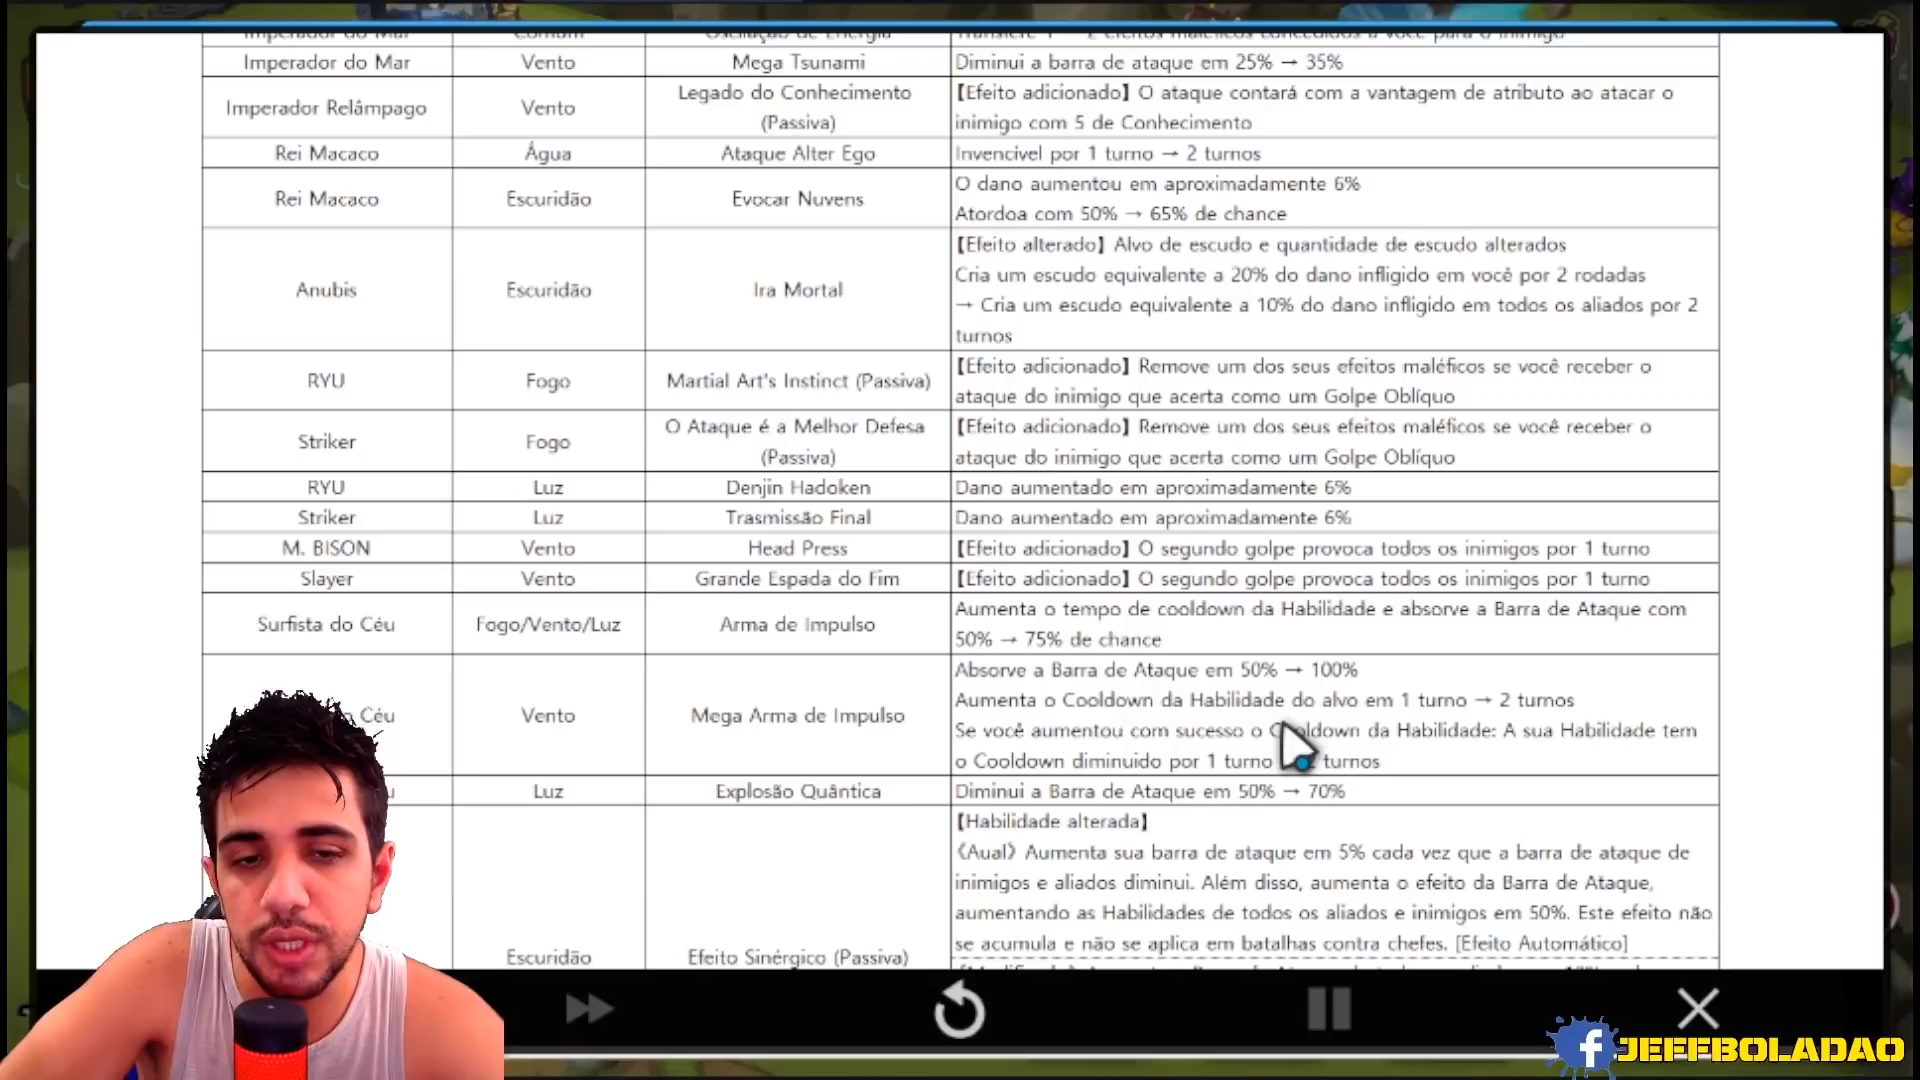 Imperador do Mar Comum Oscilação de Energia Transfere 1 → 2 efeitos maléficos concedidos a você para o inimigo
Imperador do Mar Vento Mega Tsunami Diminui a barra de ataque em 25% → 35%
Imperador Relâmpago Vento Legado do Conhecimento 【Efeito adicionado】 O ataque contará com a vantagem de atributo ao atacar o
(Passiva) inimigo com 5 de Conhecimento
Rei Macaco Água Ataque Alter Ego Invencível por 1 turno → 2 turnos
Rei Macaco Escuridão Evocar Nuvens O dano aumentou em aproximadamente 6%
Atordoa com 50% → 65% de chance
Anubis Escuridão Ira Mortal 【Efeito alterado】 Alvo de escudo e quantidade de escudo alterados
Cria um escudo equivalente a 20% do dano infligido em você por 2 rodadas
→ Cria um escudo equivalente a 10% do dano infligido em todos os aliados por 2
turnos
RYU Fogo Martial Art's Instinct (Passiva) 【Efeito adicionado】 Remove um dos seus efeitos maléficos se você receber o
ataque do inimigo que acerta como um Golpe Oblíquo
Striker Fogo O Ataque é a Melhor Defesa 【Efeito adicionado】 Remove um dos seus efeitos maléficos se você receber o
(Passiva) ataque do inimigo que acerta como um Golpe Oblíquo
RYU Luz Denjin Hadoken Dano aumentado em aproximadamente 6%
Striker Luz Trasmissão Final Dano aumentado em aproximadamente 6%
M. BISON Vento Head Press 【Efeito adicionado】 O segundo golpe provoca todos os inimigos por 1 turno
Slayer Vento Grande Espada do Fim 【Efeito adicionado】 O segundo golpe provoca todos os inimigos por 1 turno
Surfista do Céu Fogo/Vento/Luz Arma de Impulso Aumenta o tempo de cooldown da Habilidade e absorve a Barra de Ataque com
50% → 75% de chance
Céu Vento Mega Arma de Impulso Absorve a Barra de Ataque em 50% → 100%
Aumenta o Cooldown da Habilidade do alvo em 1 turno → 2 turnos
Se você aumentou com sucesso o Cooldown da Habilidade: A sua Habilidade tem
o Cooldown diminuido por 1 turno turnos
Luz Explosão Quântica Diminui a Barra de Ataque em 50% → 70%
Escuridão Efeito Sinérgico (Passiva) 【Habilidade alterada】
《Aual》 Aumenta sua barra de ataque em 5% cada vez que a barra de ataque de
inimigos e aliados diminui. Além disso, aumenta o efeito da Barra de Ataque,
aumentando as Habilidades de todos os aliados e inimigos em 50%. Este efeito não
se acumula e não se aplica em batalhas contra chefes. [Efeito Automático]
f JEFFBOLADAO